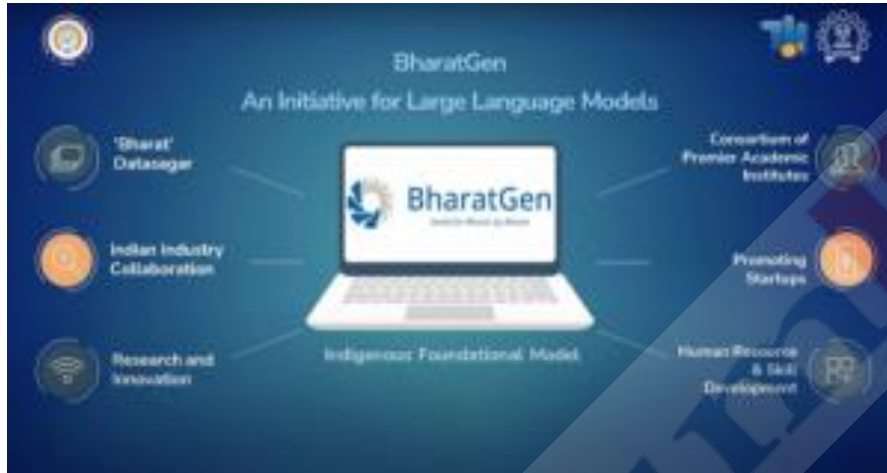 BharatGen
An Initiative for Large Language Models
'Bharat'
Datasagar
Indian Industry
Collaboration
Research and
Innovation
BharatGen
Indigenous Foundational Model
Consortium of
Premier Academic
Institutes
Promoting
Startups
Human Resource
& Skill
Development